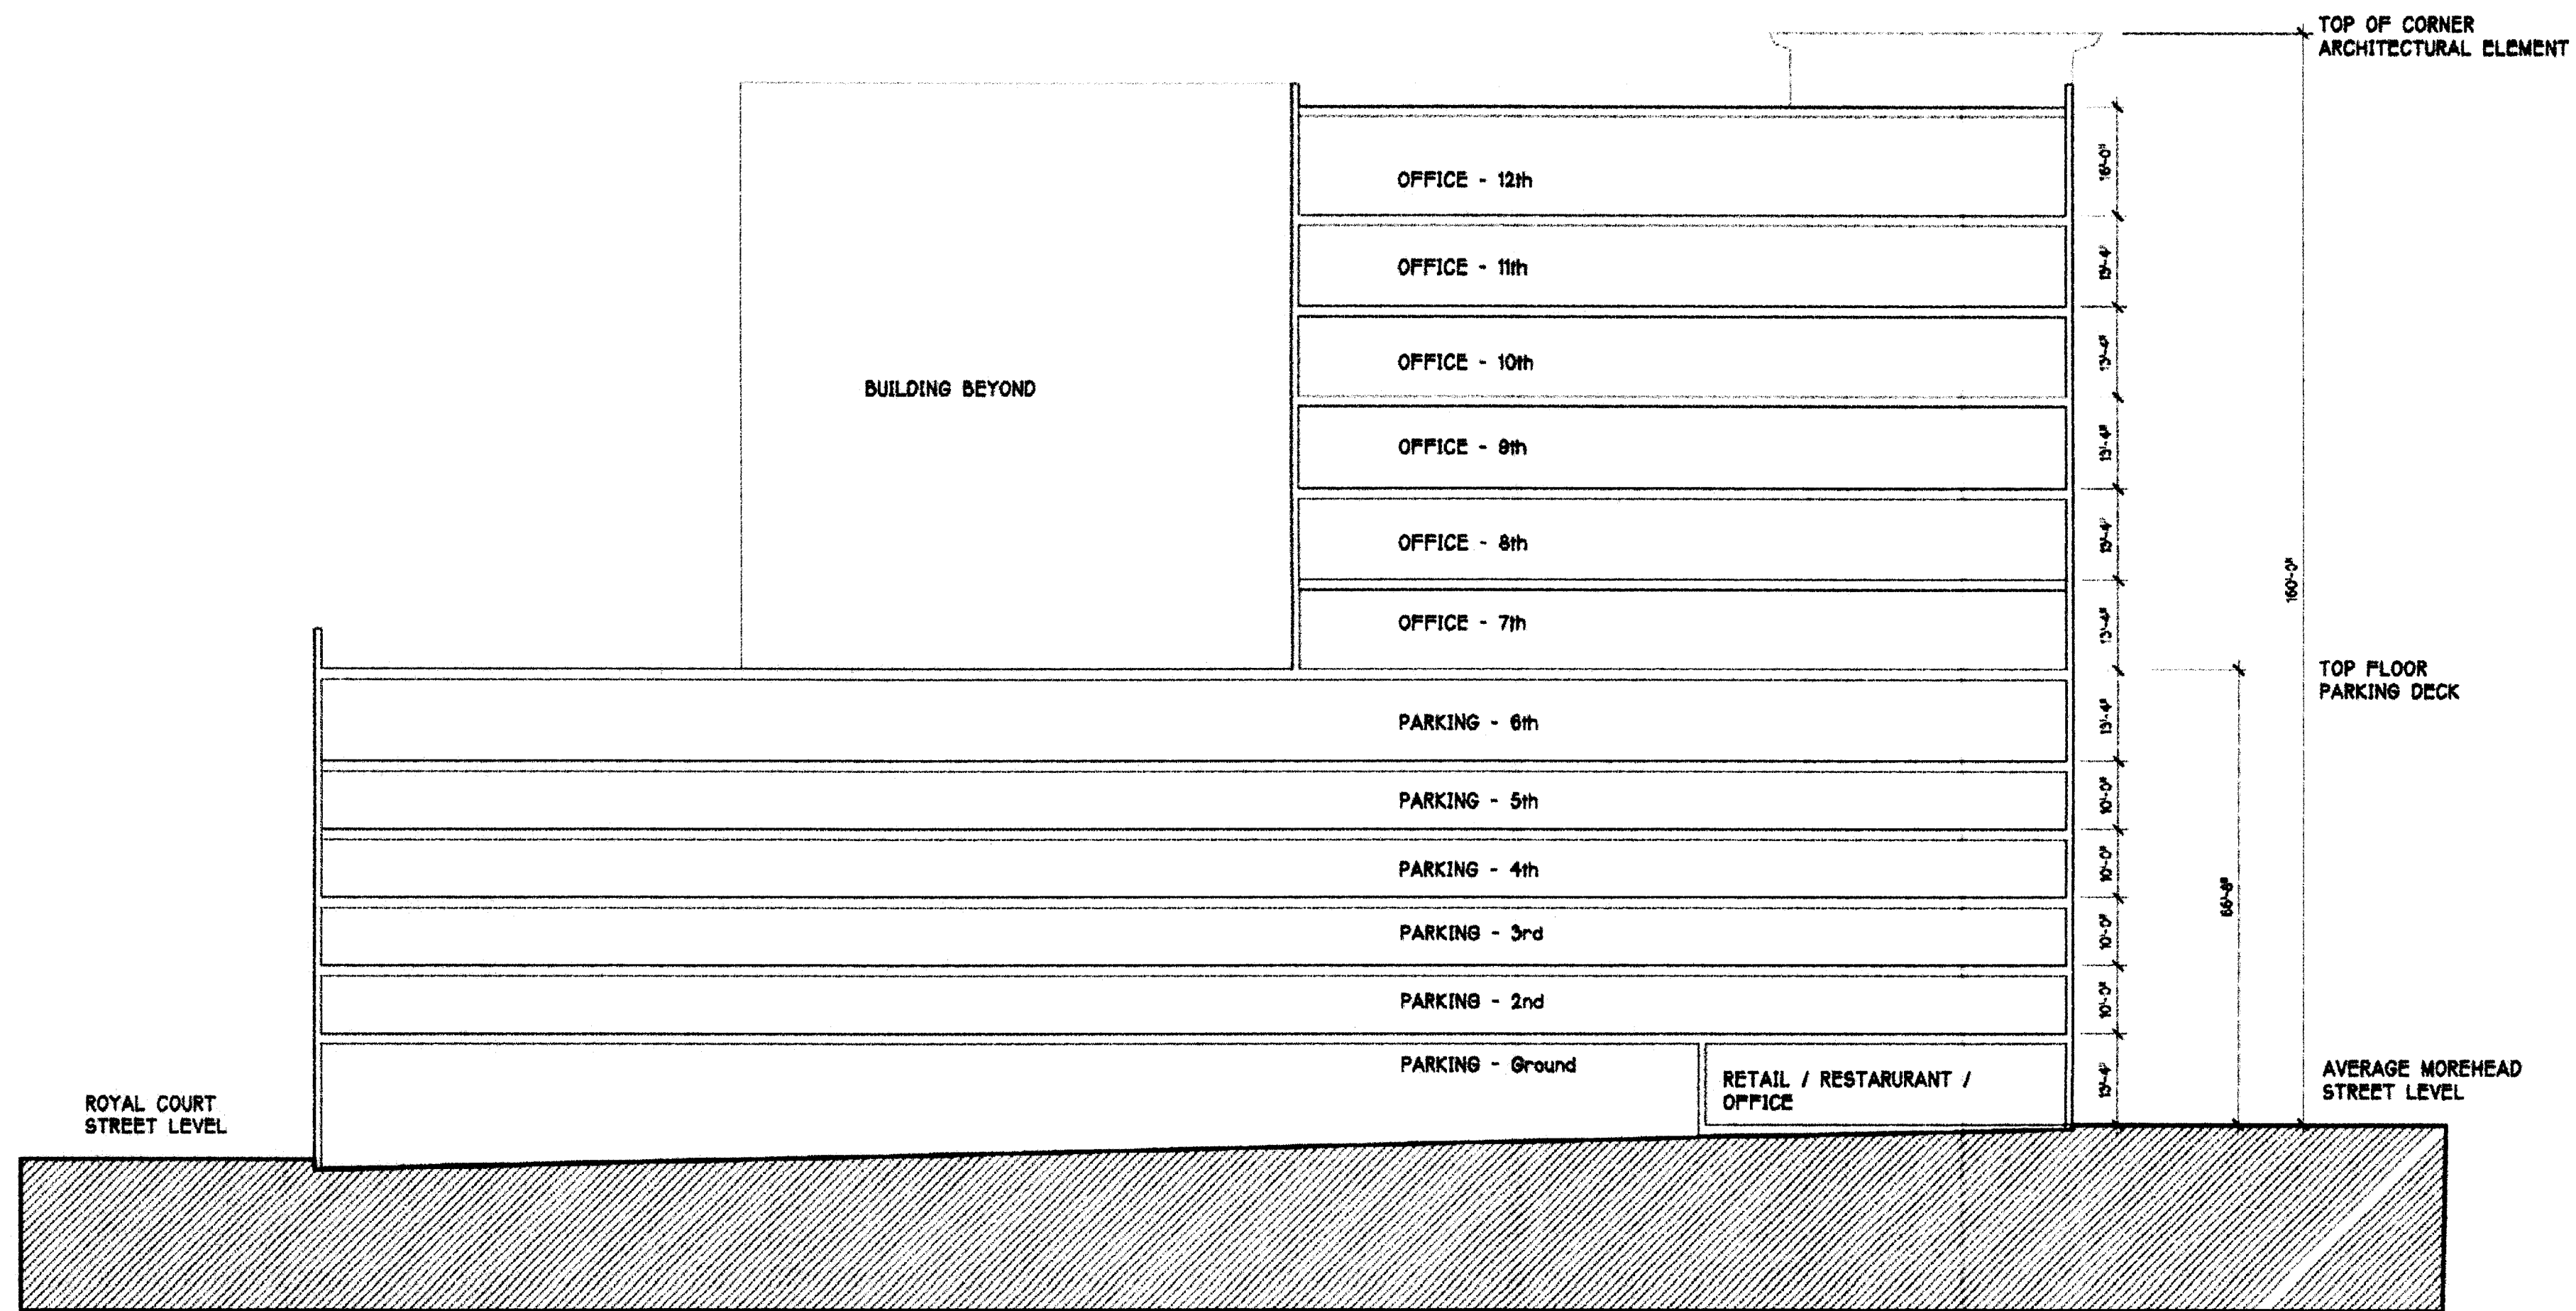 TOP OF CORNER
ARCHITECTURAL ELEMENT
16'-0"
OFFICE - 12th
13'-4"
OFFICE - 11th
13'-4"
OFFICE - 10th
BUILDING BEYOND
13'-4"
OFFICE - 9th
13'-4"
OFFICE - 8th
160'-0"
13'-4"
OFFICE - 7th
TOP FLOOR
PARKING DECK
13'-4"
PARKING - 6th
10'-0"
PARKING - 5th
10'-0"
PARKING - 4th
66'-8"
10'-0"
PARKING - 3rd
10'-0"
PARKING - 2nd
PARKING - Ground
13'-4"
RETAIL / RESTARURANT /
OFFICE
AVERAGE MOREHEAD
STREET LEVEL
ROYAL COURT
STREET LEVEL